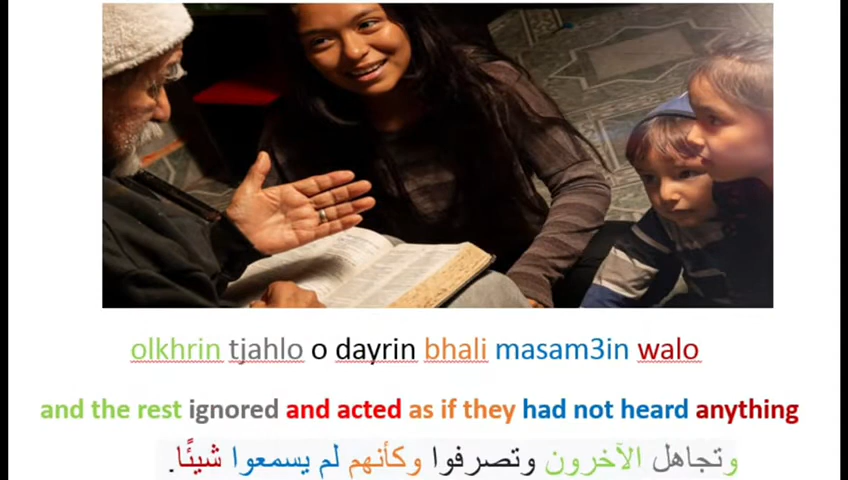 olkhrin tjahlo o dayrin bhali masam3in walo
and the rest ignored and acted as if they had not heard anything
وتجاهل الآخرون وتصرفوا وكأنهم لم يسمعوا شيئًا.